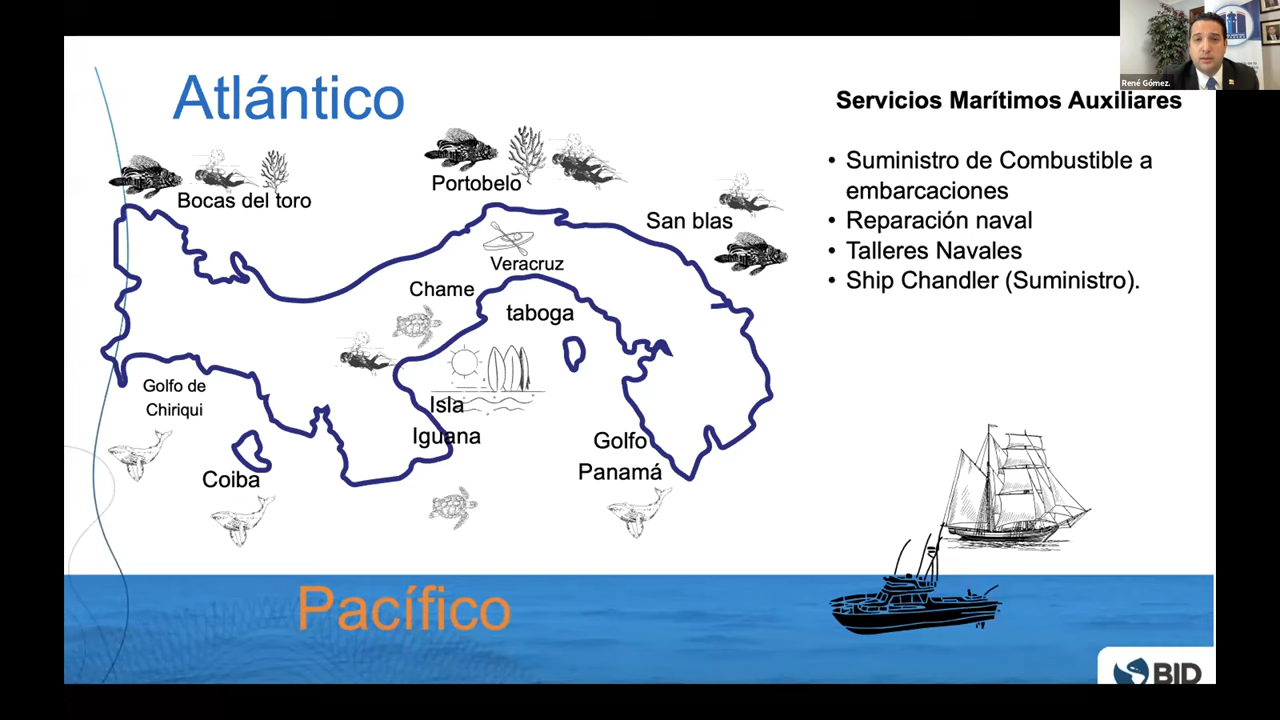 René Gómez.
Atlántico
Servicios Marítimos Auxiliares
• Suministro de Combustible a
embarcaciones
• Reparación naval
• Talleres Navales
• Ship Chandler (Suministro).
Portobelo
Bocas del toro
San blas
Veracruz
Chame
taboga
Golfo de
Chiriqui
Isla
Iguana
Golfo
Panamá
Coiba
Pacífico
BID